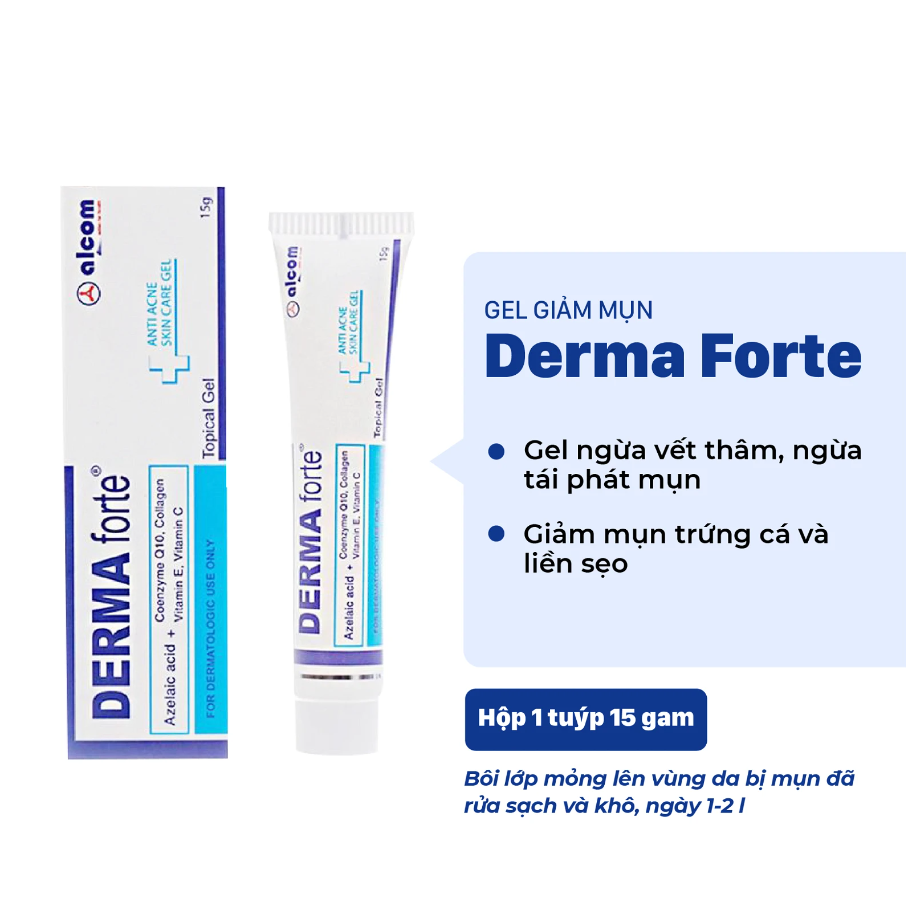 alcom
15g
ANTI ACNE
SKIN CARE GEL
Topical Gel
DERMA forte®
Azelaic acid + Coenzyme Q10, Collagen
Vitamin E, Vitamin C
FOR DERMATOLOGIC USE ONLY
alcom
15g
ANTI ACNE
SKIN CARE GEL
Topical Gel
DERMA forte®
Azelaic acid + Coenzyme Q10, Collagen
Vitamin E, Vitamin C
FOR DERMATOLOGIC USE ONLY
GEL GIẢM MỤN
Derma Forte
Gel ngừa vết thâm, ngừa
tái phát mụn
Giảm mụn trứng cá và
liền sẹo
Hộp 1 tuýp 15 gam
Bôi lớp mỏng lên vùng da bị mụn đã
rửa sạch và khô, ngày 1-2 l